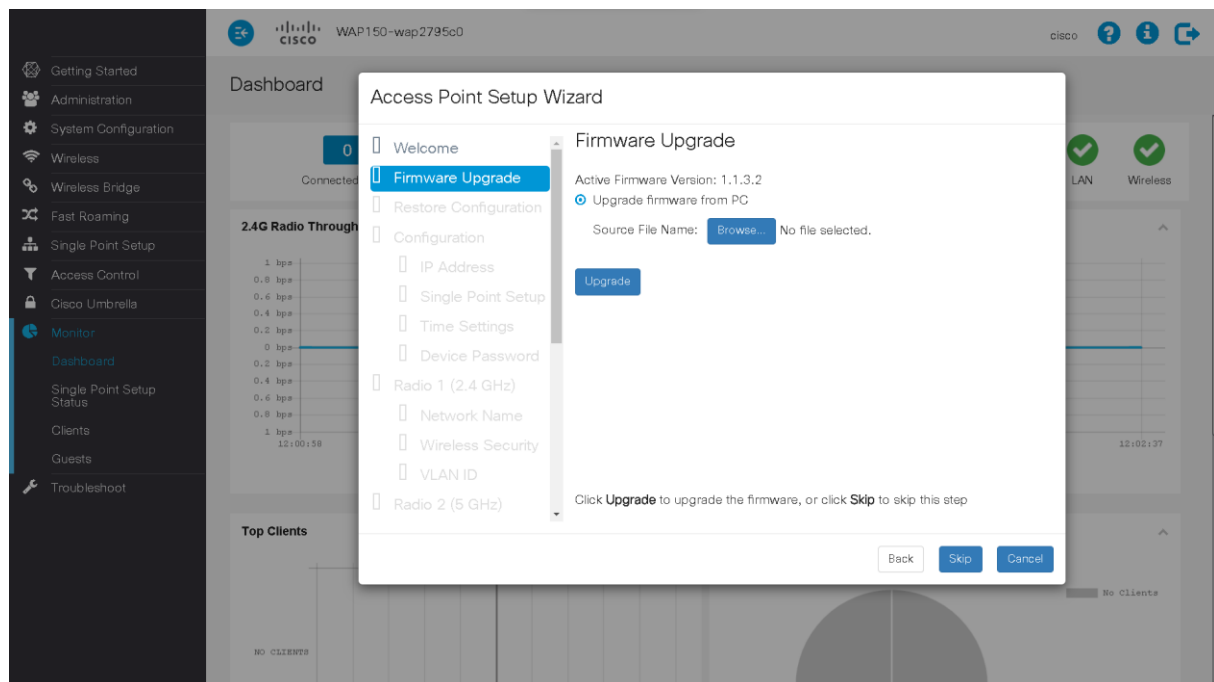 CISCO
WAP150-wap2795c0
cisco
Getting Started
Administration
System Configuration
Wireless
Wireless Bridge
Fast Roaming
Single Point Setup
Access Control
Cisco Umbrella
Monitor
Dashboard
Single Point Setup
Status
Clients
Guests
Troubleshoot
Dashboard
0
Connected
LAN
Wireless
2.4G Radio Through
1 bps
0.8 bps
0.6 bps
0.4 bps
0.2 bps
0 bps
0.2 bps
0.4 bps
0.6 bps
0.8 bps
1 bps
12:00:58
12:02:37
Top Clients
NO CLIENTS
No Clients
Access Point Setup Wizard
Welcome
Firmware Upgrade
Restore Configuration
Configuration
IP Address
Single Point Setup
Time Settings
Device Password
Radio 1 (2.4 GHz)
Network Name
Wireless Security
VLAN ID
Radio 2 (5 GHz)
Firmware Upgrade
Active Firmware Version: 1.1.3.2
Upgrade firmware from PC
Source File Name: Browse... No file selected.
Upgrade
Click Upgrade to upgrade the firmware, or click Skip to skip this step
Back Skip Cancel